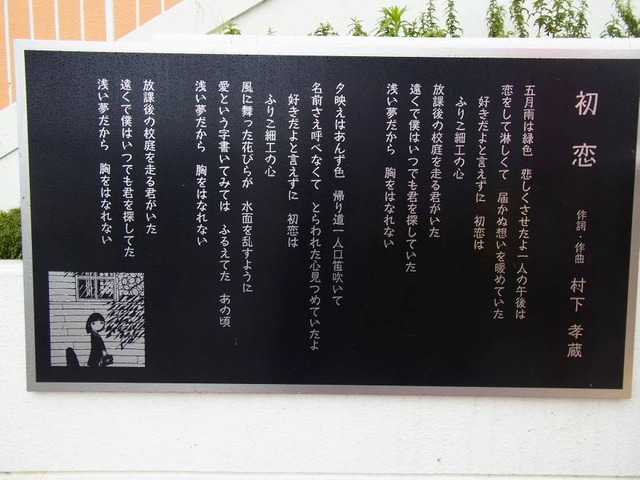 初恋
作詞・作曲 村下 孝蔵
五月雨は緑色 悲しくさせたよ一人の午後は
恋をして淋しくて 届かぬ想いを暖めていた
好きだよと言えずに 初恋は
ふりこ細工の心
放課後の校庭を走る君がいた
遠くで僕はいつでも君を探していた
浅い夢だから 胸をはなれない
夕映えはあんず色 帰り道一人口笛吹いて
名前さえ呼べなくて とらわれた心見つめていたよ
好きだよと言えずに 初恋は
ふりこ細工の心
風に舞った花びらが 水面を乱すように
愛という字書いてみては ふるえてた あの頃
浅い夢だから 胸をはなれない
放課後の校庭を走る君がいた
遠くで僕はいつでも君を探してた
浅い夢だから 胸をはなれない